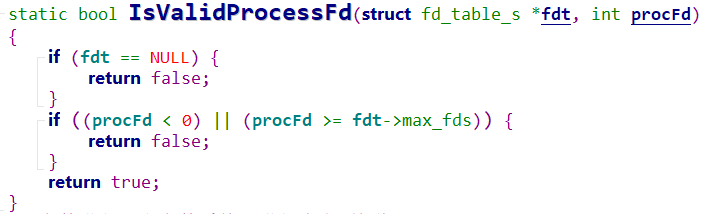 static bool IsValidProcessFd(struct fd_table_s *fdt, int procFd)
{
    if (fdt == NULL) {
        return false;
    }
    if ((procFd < 0) || (procFd >= fdt->max_fds)) {
        return false;
    }
    return true;
}